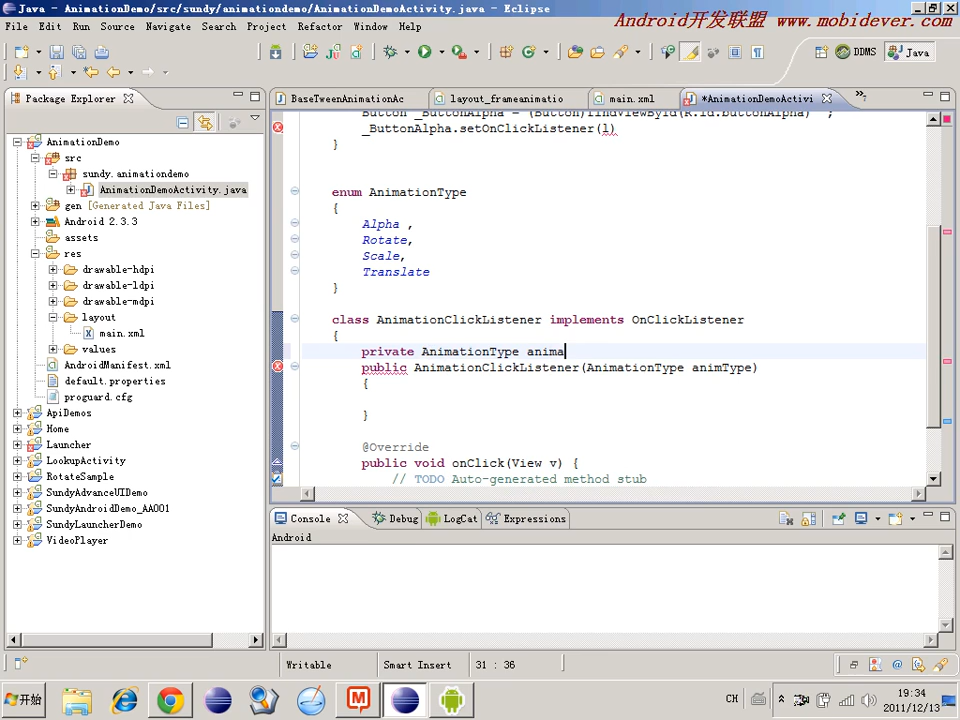 Java - AnimationDemo/src/sundy/animationdemo/AnimationDemoActivity.java - Eclipse
Android开发联盟 www.mobidever.com
File Edit Run Source Navigate Search Project Refactor Window Help
DDMS
Java
Package Explorer
BaseTweenAnimationAc
layout_frameanimatio
main.xml
*AnimationDemoActivi
AnimationDemo
src
sundy.animationdemo
AnimationDemoActivity.java
gen [Generated Java Files]
Android 2.3.3
assets
res
drawable-hdpi
drawable-ldpi
drawable-mdpi
layout
main.xml
values
AndroidManifest.xml
default.properties
proguard.cfg
ApiDemos
Home
Launcher
LookupActivity
RotateSample
SundyAdvanceUIDemo
SundyAndroidDemo_AA001
SundyLauncherDemo
VideoPlayer
Button _ButtonAlpha = (Button)findViewById(R.id.buttonAlpha) ;
_ButtonAlpha.setOnClickListener(l)
}
enum AnimationType
{
Alpha ,
Rotate,
Scale,
Translate
}
class AnimationClickListener implements OnClickListener
{
private AnimationType anima
public AnimationClickListener(AnimationType animType)
{
}
@Override
public void onClick(View v) {
// TODO Auto-generated method stub
Console Debug LogCat Expressions
Android
Writable Smart Insert 31 : 36
开始
CH
19:34
2011/12/13